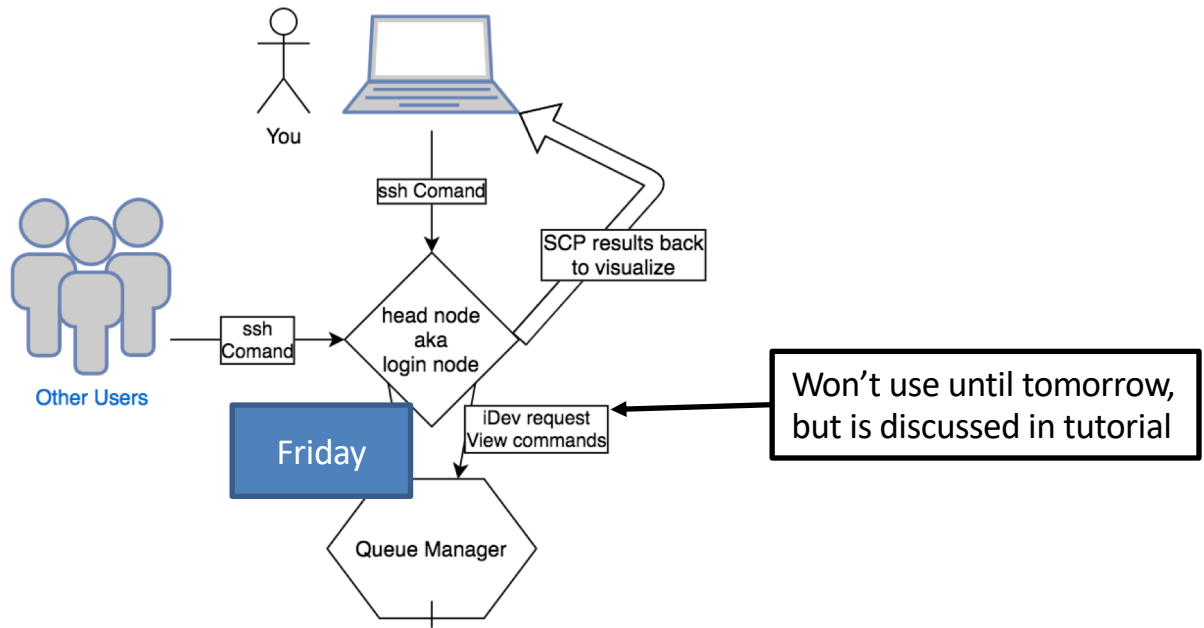 You
ssh Comand
SCP results back
to visualize
head node
aka
login node
ssh
Comand
Other Users
Won’t use until tomorrow,
but is discussed in tutorial
iDev request
View commands
Friday
Queue Manager